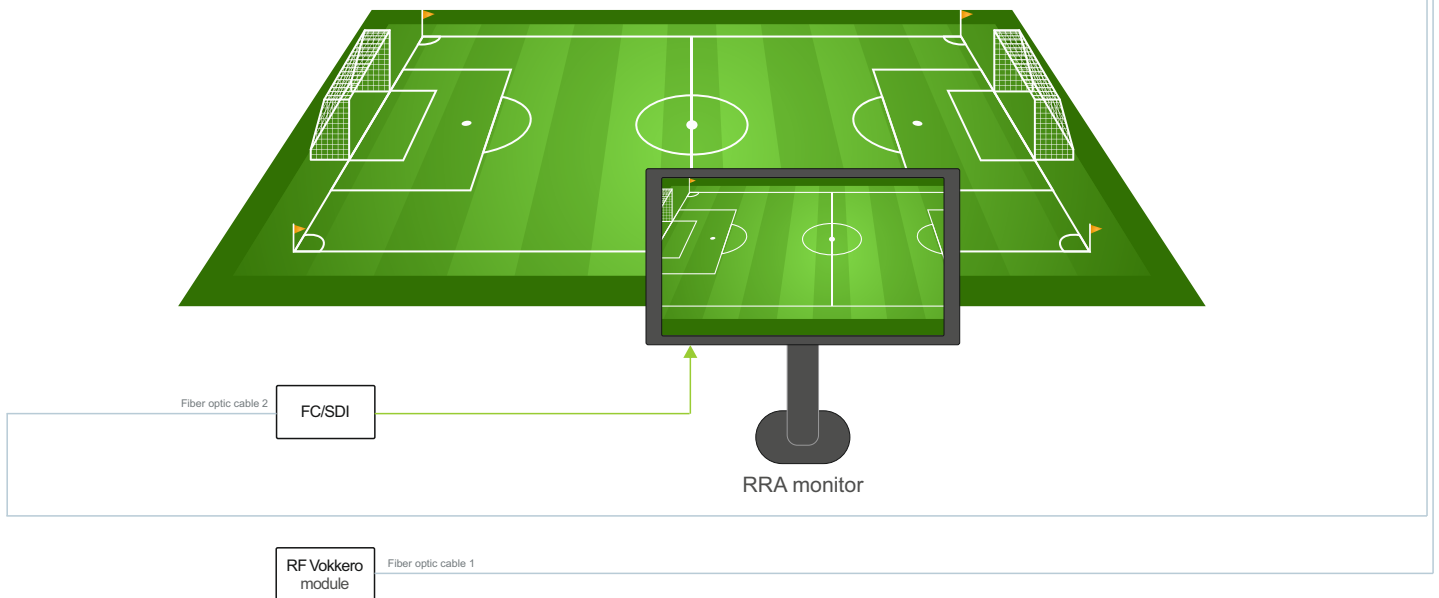 Fiber optic cable 2
FC/SDI
RRA monitor
RF Vokkero
module
Fiber optic cable 1